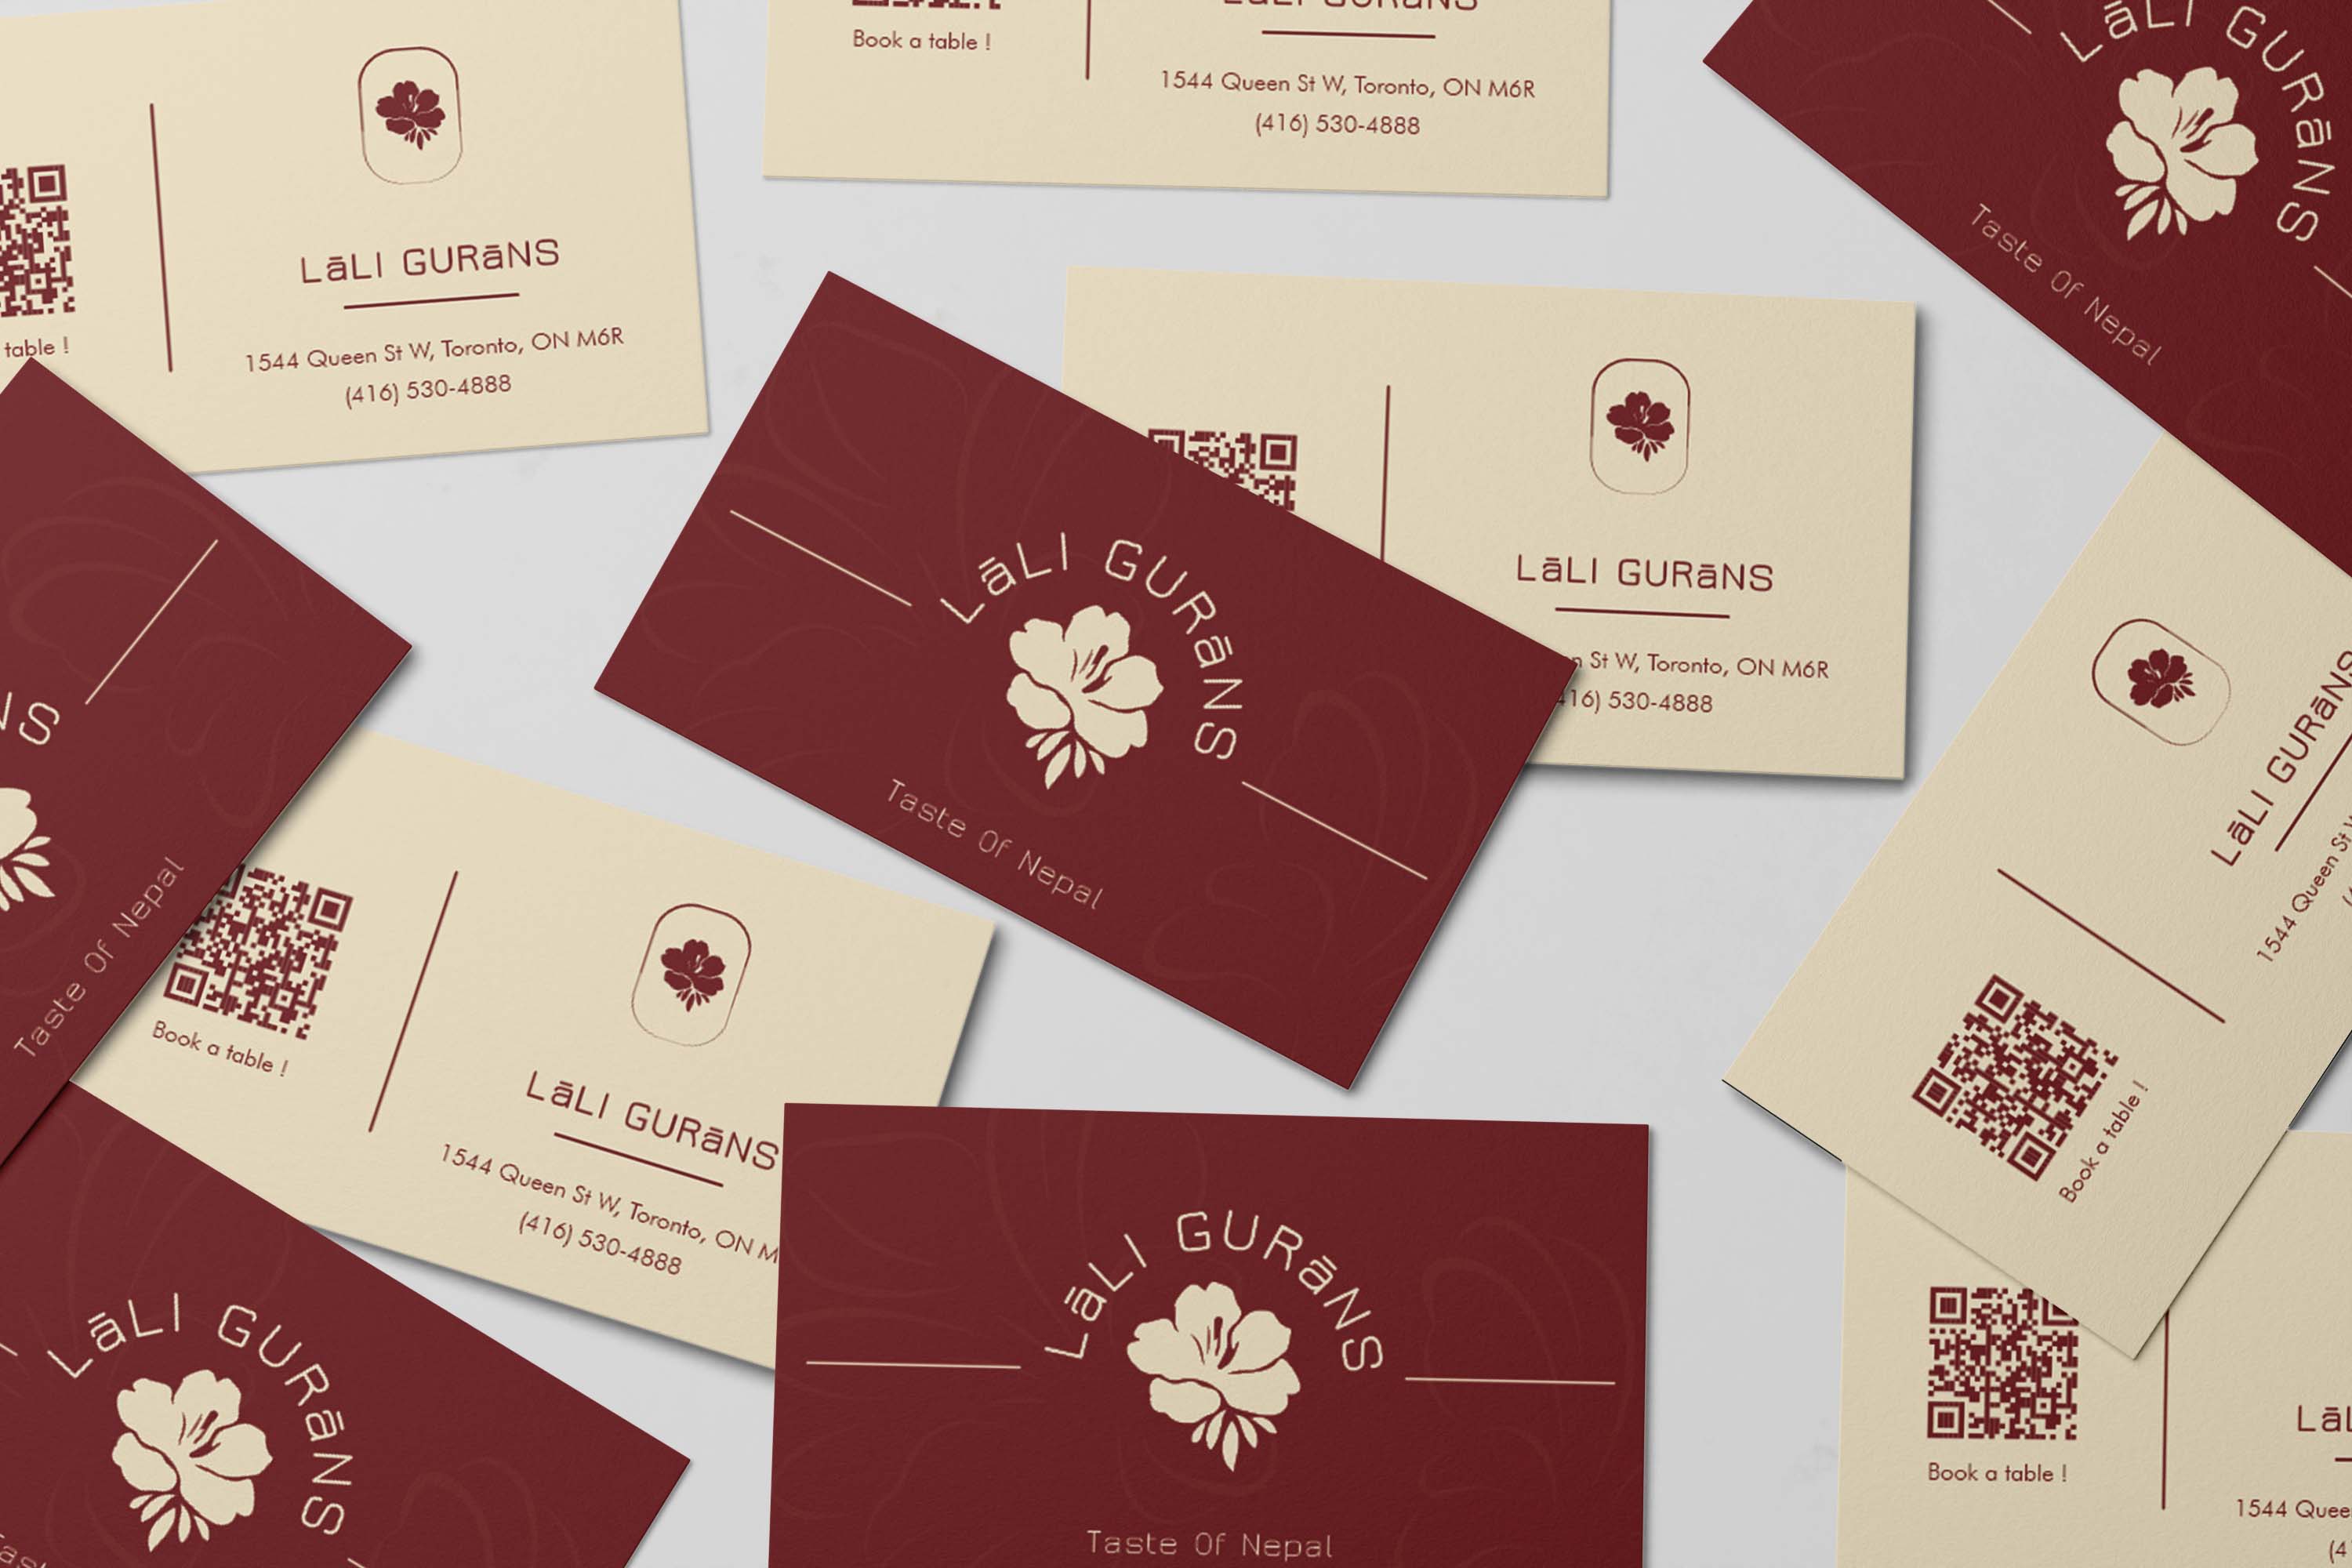 Book a table !
LāLI GURāNS
1544 Queen St W, Toronto, ON M6R
(416) 530-4888
LāLI GURāNS
Taste Of Nepal
table !
LāLI GURāNS
1544 Queen St W, Toronto, ON M6R
(416) 530-4888
LāLI GURāNS
Taste Of Nepal
LāLI GURāNS
St W, Toronto, ON M6R
16) 530-4888
NS
Taste Of Nepal
LāLI GURāNS
1544 Queen St
Book a table !
Book a table !
LāLI GURāNS
1544 Queen St W, Toronto, ON M
(416) 530-4888
LāLI GURāNS
LāLI GURāNS
Taste Of Nepal
Book a table !
LāL
1544 Quee